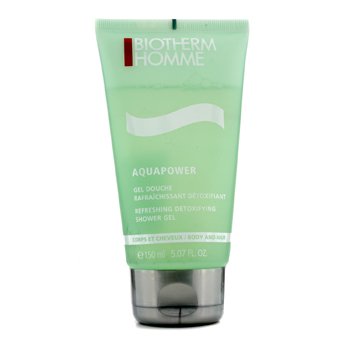 BIOTHERM
HOMME
AQUAPOWER
GEL DOUCHE
RAFRAÎCHISSANT DÉTOXIFIANT
REFRESHING DETOXIFYING
SHOWER GEL
CORPS ET CHEVEUX / BODY AND HAIR
℮150 ml 5.07 FL.OZ.